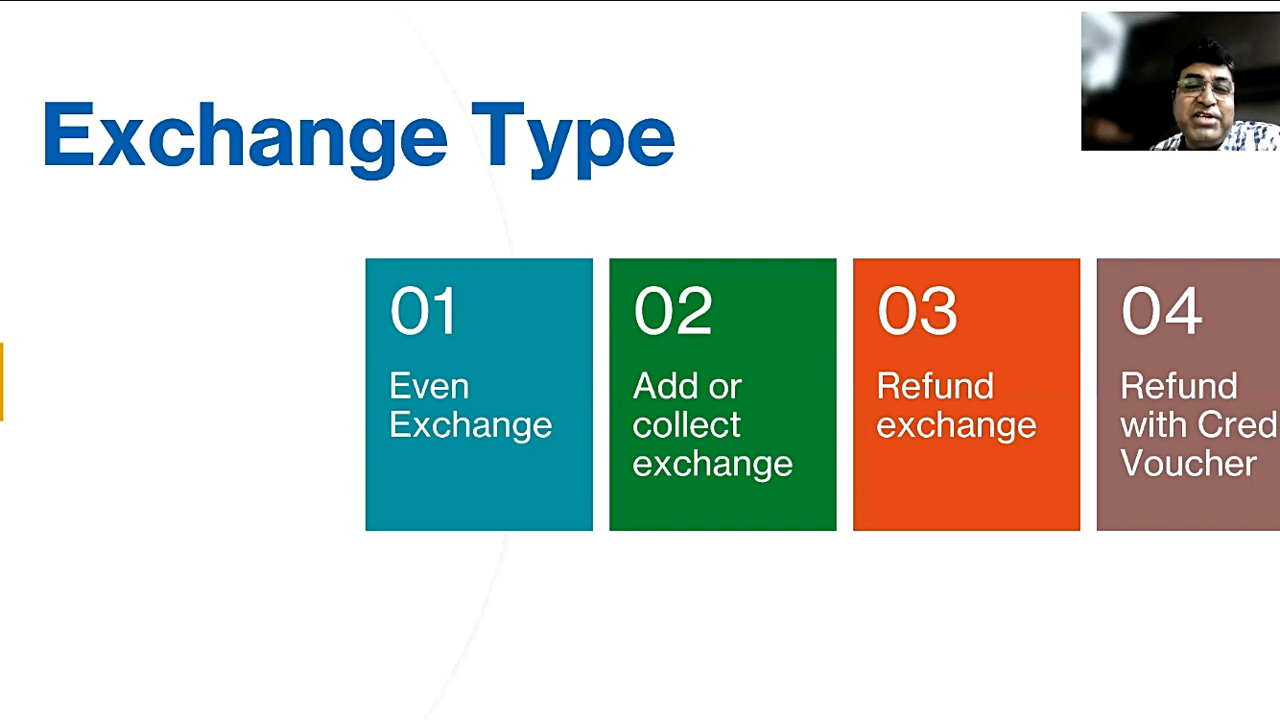 Exchange Type
01
Even
Exchange
02
Add or
collect
exchange
03
Refund
exchange
04
Refund
with Cred
Voucher